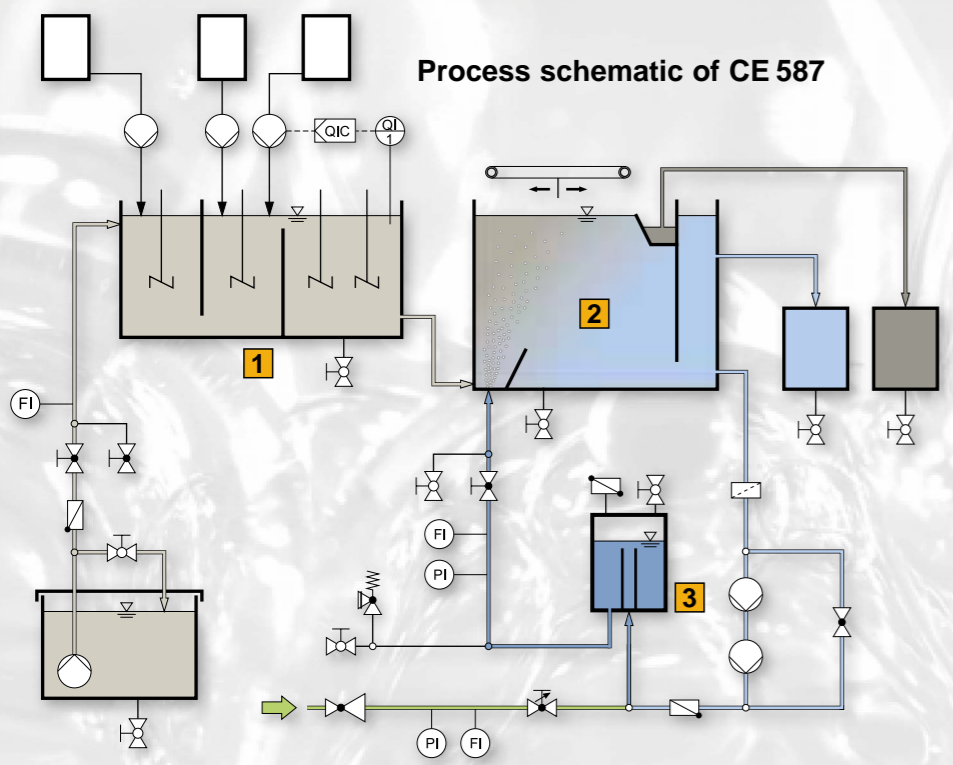 Process schematic of CE 587
QIC
QI
1
2
1
FI
FI
PI
3
PI
FI